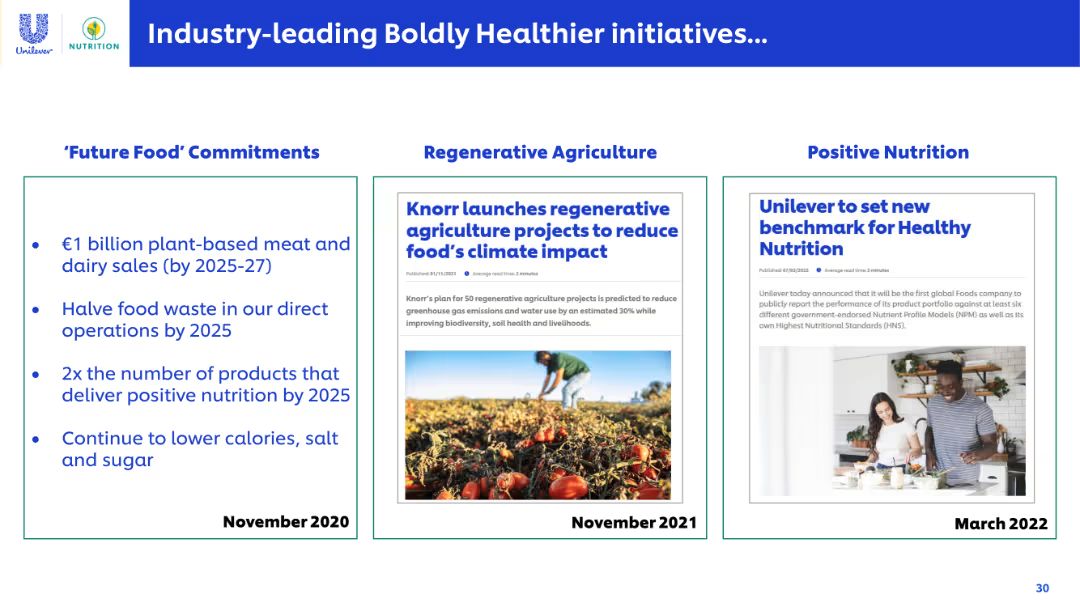 Unilever
NUTRITION
Industry-leading Boldly Healthier initiatives...
'Future Food' Commitments
• €1 billion plant-based meat and
dairy sales (by 2025-27)
• Halve food waste in our direct
operations by 2025
• 2x the number of products that
deliver positive nutrition by 2025
• Continue to lower calories, salt
and sugar
November 2020
Regenerative Agriculture
Knorr launches regenerative
agriculture projects to reduce
food's climate impact
Published: 01/11/2021 Average read time: 2 minutes
Knorr's plan for 50 regenerative agriculture projects is predicted to reduce
greenhouse gas emissions and water use by an estimated 30% while
improving biodiversity, soil health and livelihoods.
November 2021
Positive Nutrition
Unilever to set new
benchmark for Healthy
Nutrition
Published: 07/03/2022 Average read time: 2 minutes
Unilever today announced that it will be the first global Foods company to
publicly report the performance of its product portfolio against at least six
different government-endorsed Nutrient Profile Models (NPM) as well as its
own Highest Nutritional Standards (HNS).
March 2022
30